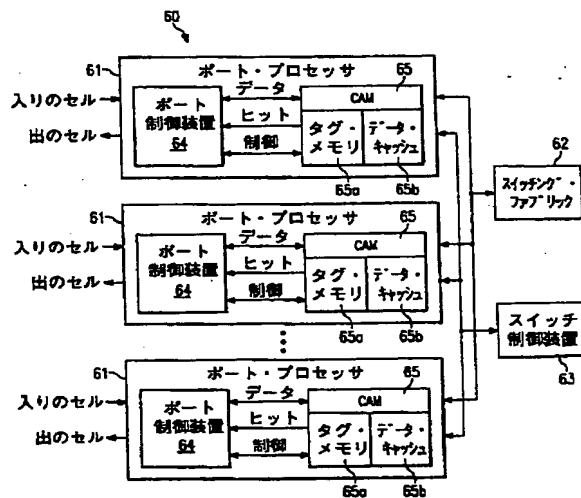 60
61
ポート・プロセッサ
65
入りのセル
出のセル
ポート
制御装置
64
データ
ヒット
制御
CAM
タグ・
メモリ
データ・
キャッシュ
65a
65b
62
スイッチング・
ファブリック
61
ポート・プロセッサ
65
入りのセル
出のセル
ポート
制御装置
64
データ
ヒット
制御
CAM
タグ・
メモリ
データ・
キャッシュ
65a
65b
スイッチ
制御装置
63
61
ポート・プロセッサ
65
入りのセル
出のセル
ポート
制御装置
64
データ
ヒット
制御
CAM
タグ・
メモリ
データ・
キャッシュ
65a
65b